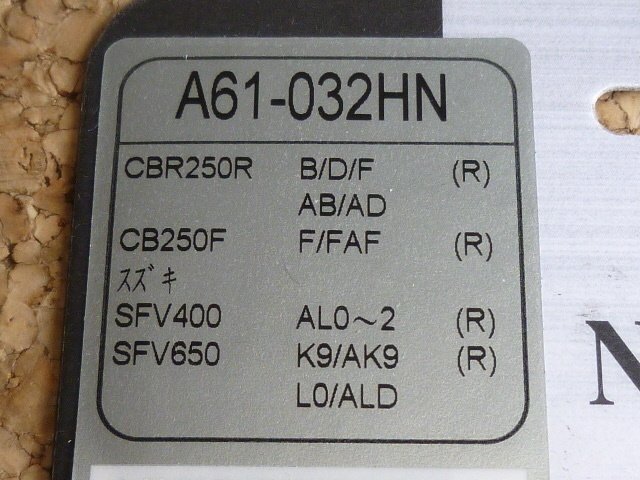 A61-032HN
CBR250R B/D/F (R)
AB/AD
CB250F F/FAF (R)
ｽｽﾞｷ
SFV400 AL0～2 (R)
SFV650 K9/AK9 (R)
L0/ALD
N